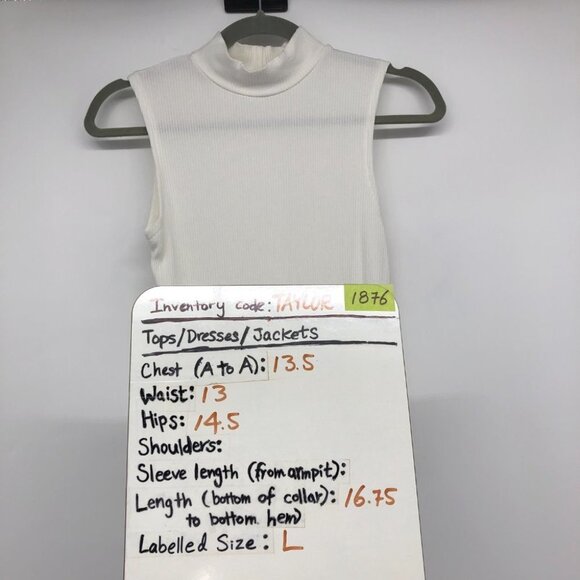 Inventory code: TAYLOR 1876
Tops/Dresses/Jackets
Chest (A to A): 13.5
Waist: 13
Hips: 14.5
Shoulders:
Sleeve length (from armpit):
Length (bottom of collar): 16.75
to bottom hem)
Labelled Size: L